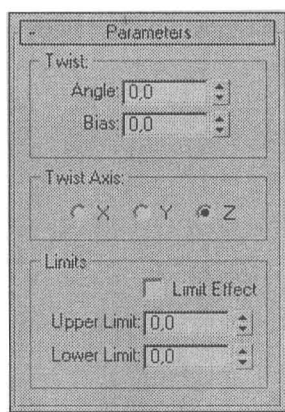 - Parameters
Twist:
Angle: 0,0
Bias: 0,0
Twist Axis:
X Y Z
Limits
Limit Effect
Upper Limit: 0,0
Lower Limit: 0,0